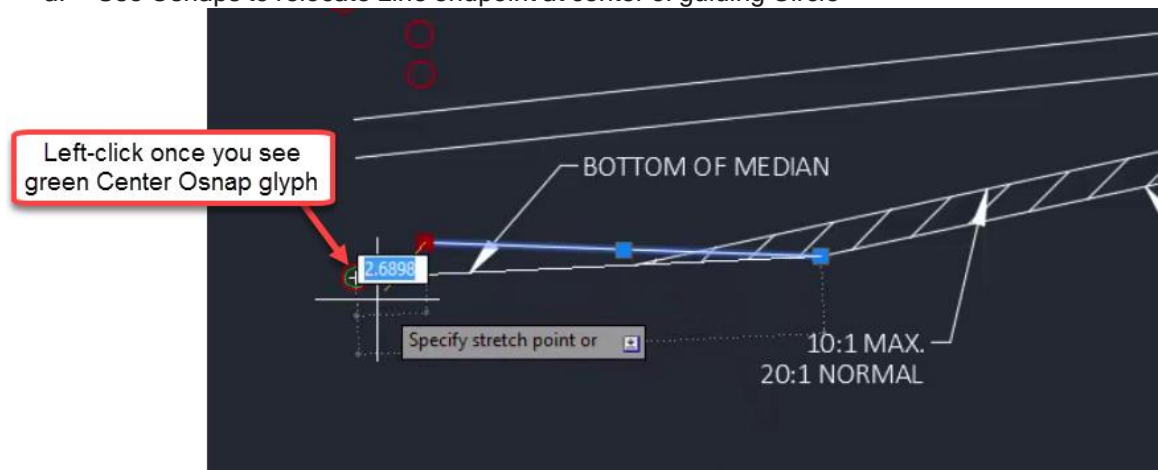 a. Use Osnaps to relocate Line endpoint at center of guiding Circle
Left-click once you see
green Center Osnap glyph
BOTTOM OF MEDIAN
2.6898
Specify stretch point or
10:1 MAX.
20:1 NORMAL